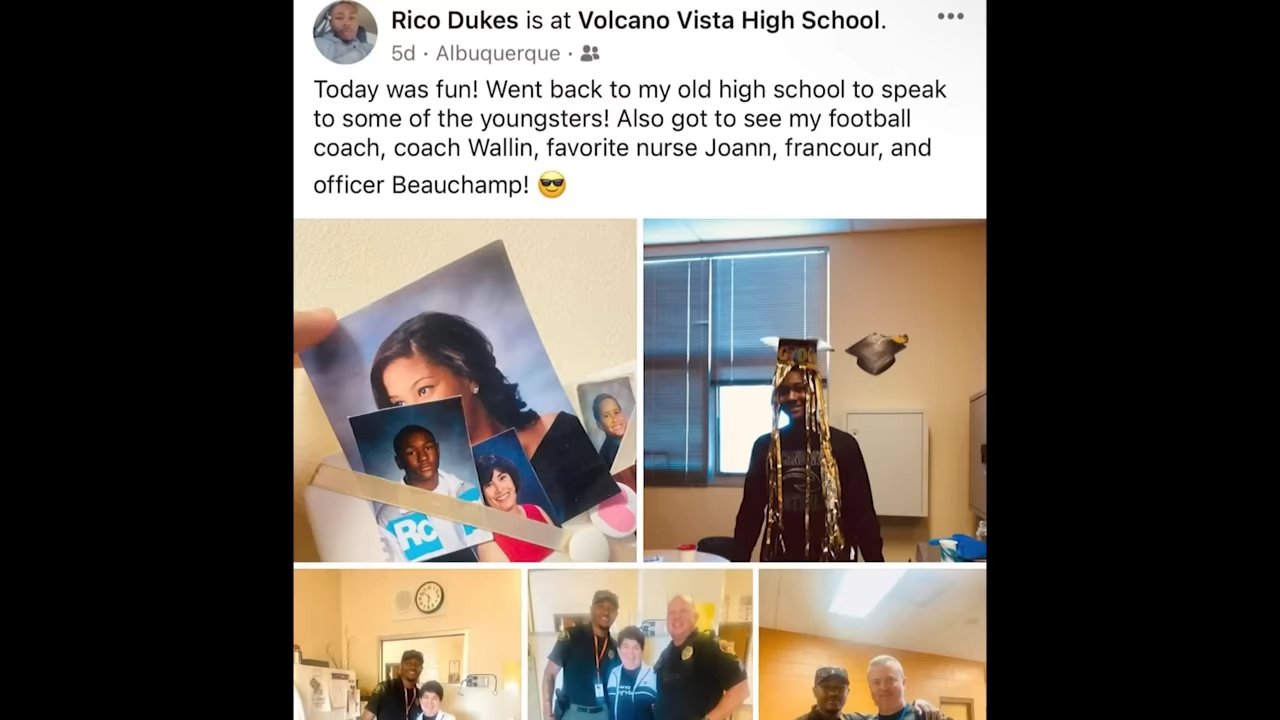 Rico Dukes is at Volcano Vista High School.
5d · Albuquerque ·
Today was fun! Went back to my old high school to speak
to some of the youngsters! Also got to see my football
coach, coach Wallin, favorite nurse Joann, francour, and
officer Beauchamp! 😎